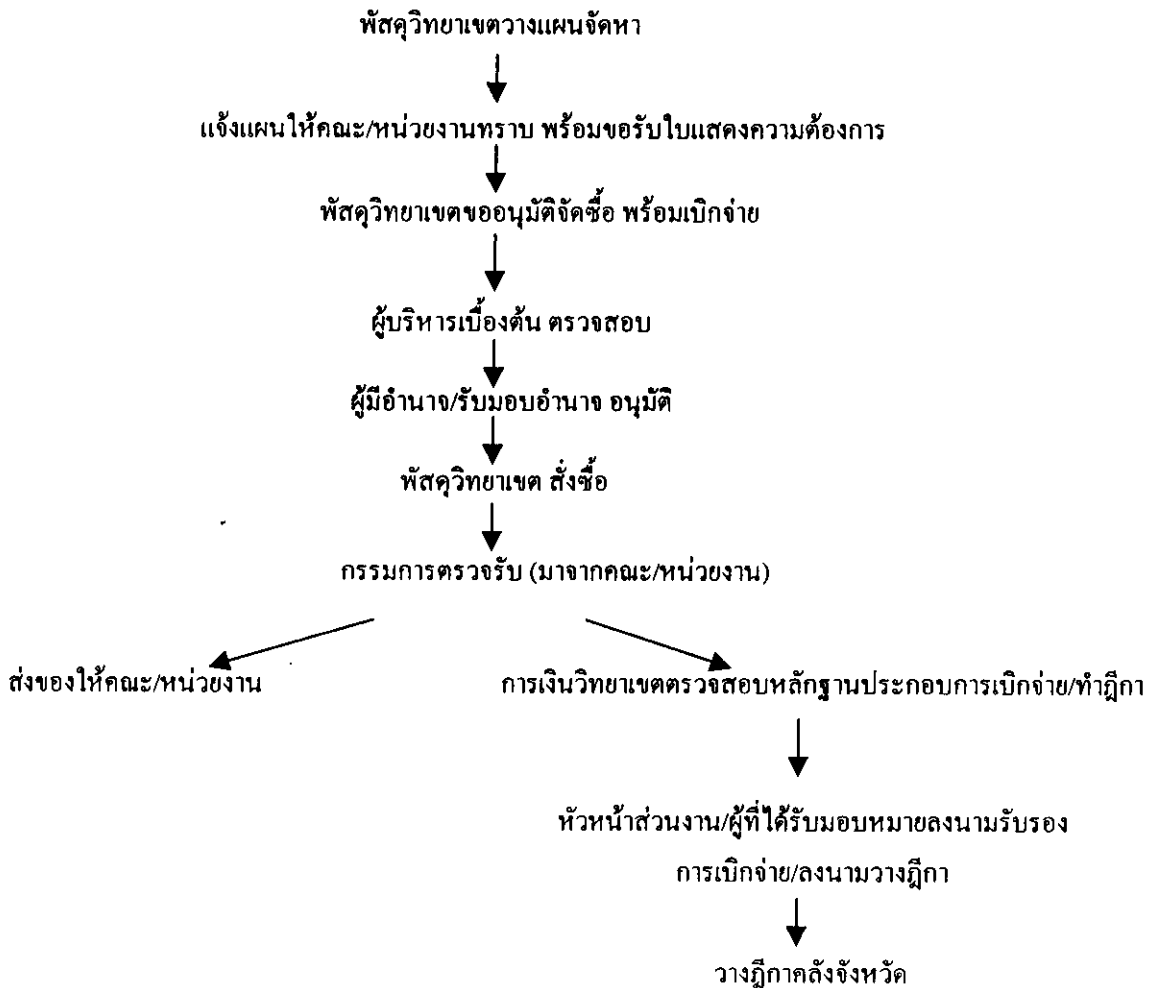 พัสดุวิทยาเขตวางแผนจัดหา
แจ้งแผนให้คณะ/หน่วยงานทราบ พร้อมขอรับใบแสดงความต้องการ
พัสดุวิทยาเขตขออนุมัติจัดซื้อ พร้อมเบิกจ่าย
ผู้บริหารเบื้องต้น ตรวจสอบ
ผู้มีอำนาจ/รับมอบอำนาจ อนุมัติ
พัสดุวิทยาเขต สั่งซื้อ
กรรมการตรวจรับ (มาจากคณะ/หน่วยงาน)
ส่งของให้คณะ/หน่วยงาน
การเงินวิทยาเขตตรวจสอบหลักฐานประกอบการเบิกจ่าย/ทำฎีกา
หัวหน้าส่วนงาน/ผู้ที่ได้รับมอบหมายลงนามรับรอง
การเบิกจ่าย/ลงนามวางฎีกา
วางฎีกาคลังจังหวัด